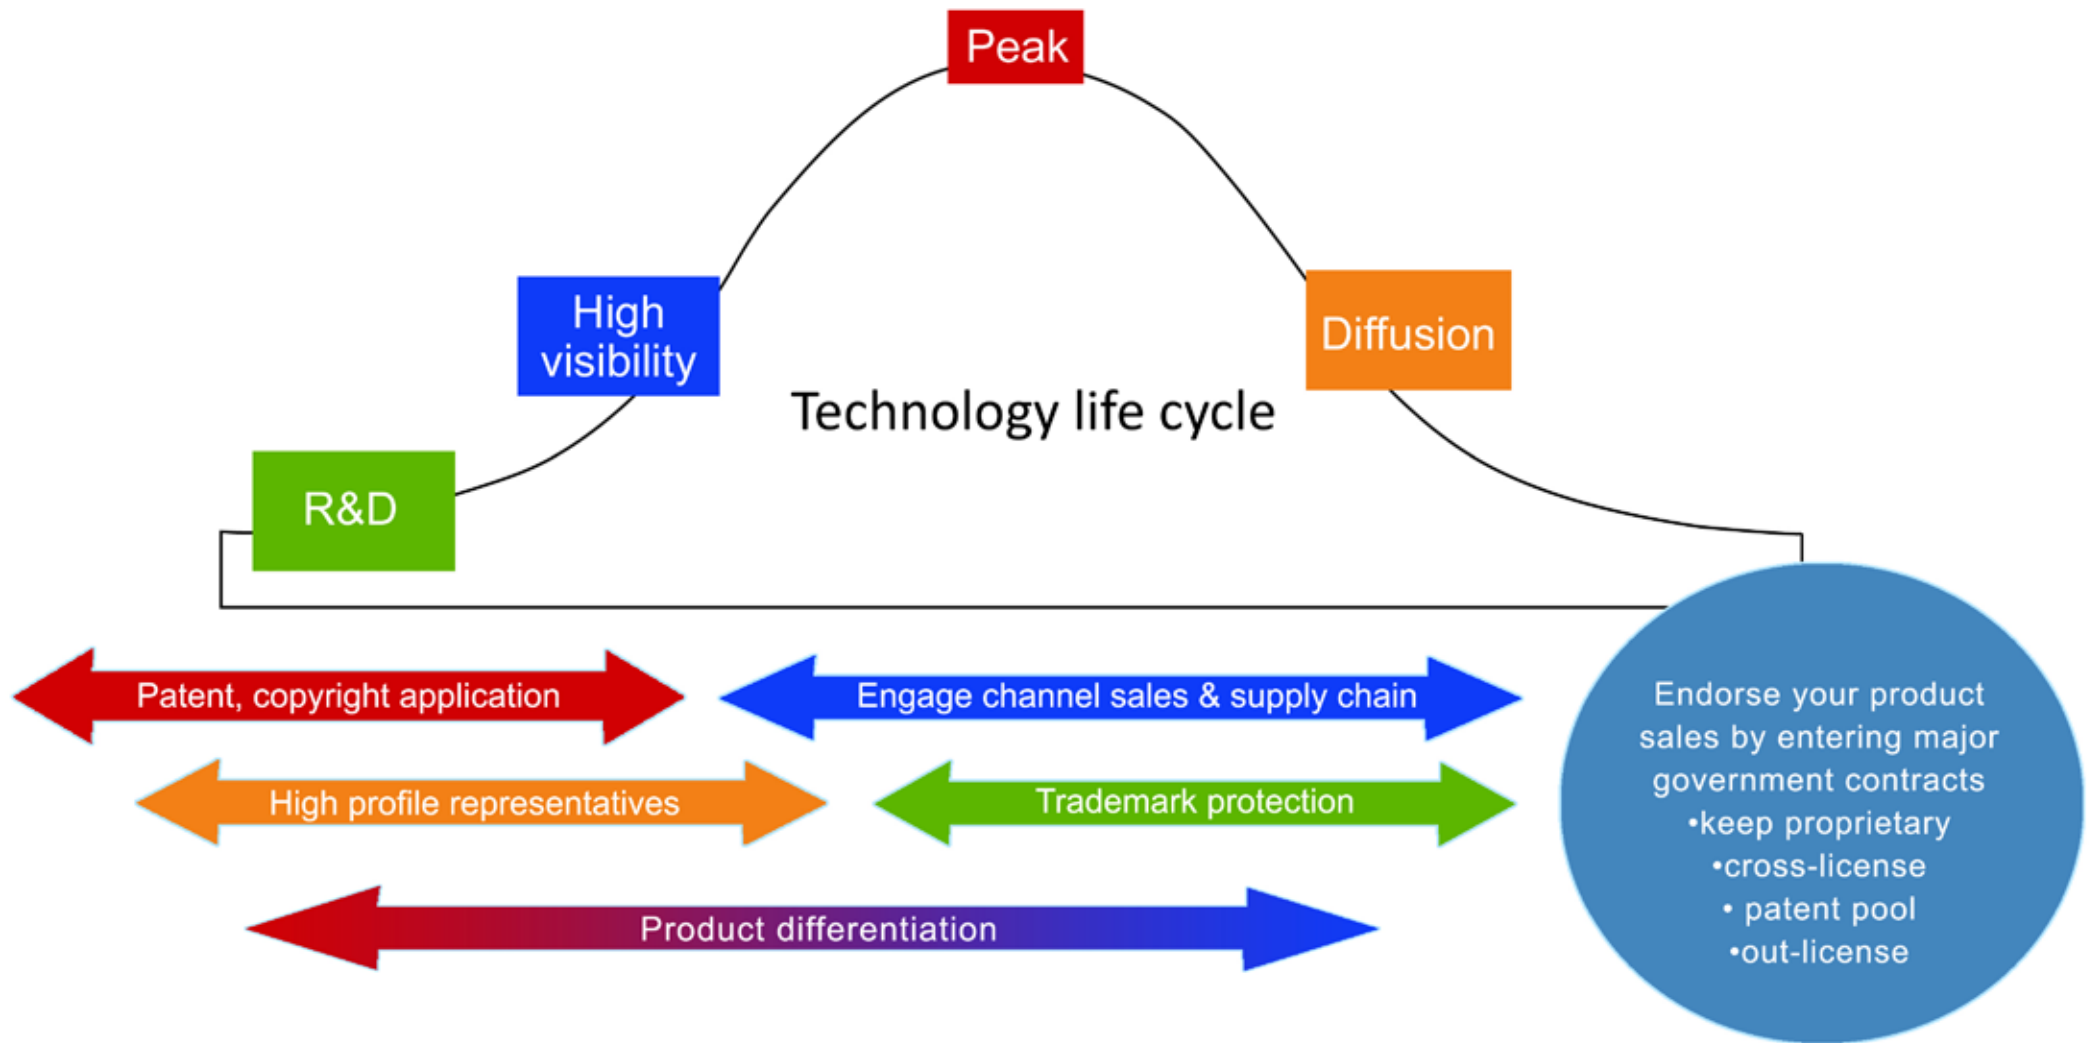 Peak
High
visibility
Diffusion
Technology life cycle
R&D
Patent, copyright application
Engage channel sales & supply chain
High profile representatives
Trademark protection
Product differentiation
Endorse your product
sales by entering major
government contracts
•keep proprietary
•cross-license
• patent pool
•out-license